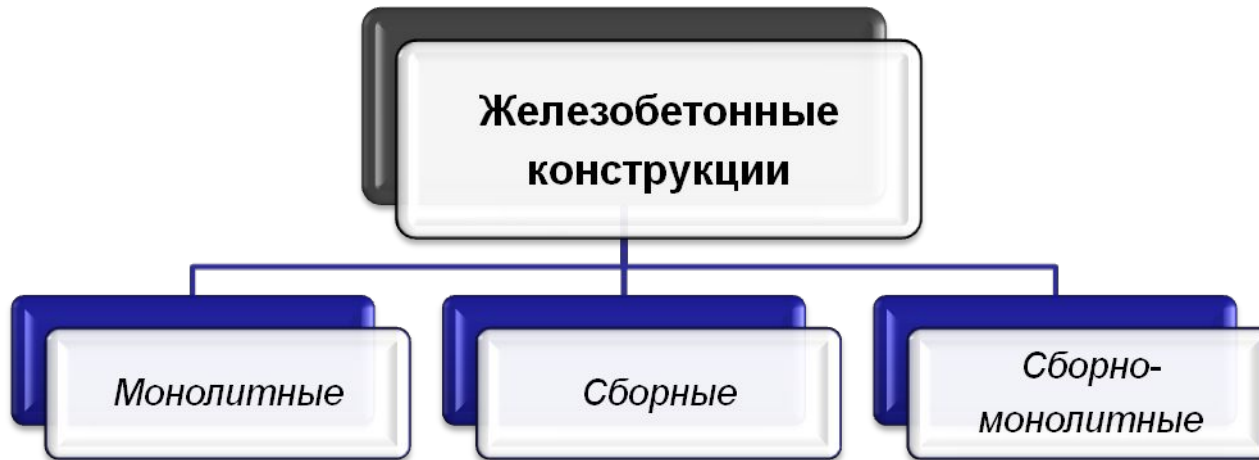 Железобетонные
конструкции
Монолитные
Сборные
Сборно-
монолитные